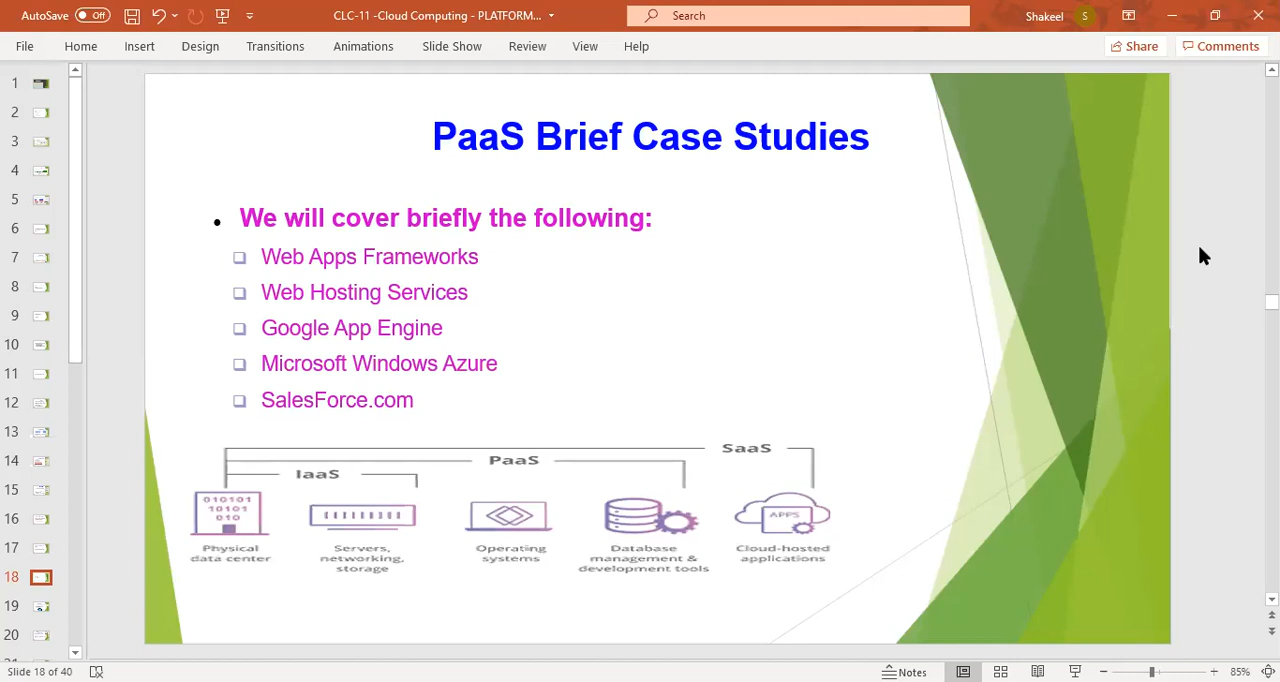 AutoSave Off CLC-11 -Cloud Computing - PLATFORM... Search Shakeel S
File Home Insert Design Transitions Animations Slide Show Review View Help Share Comments
1
2
3
4
5
6
7
8
9
10
11
12
13
14
15
16
17
18
19
20
PaaS Brief Case Studies
• We will cover briefly the following:
❑ Web Apps Frameworks
❑ Web Hosting Services
❑ Google App Engine
❑ Microsoft Windows Azure
❑ SalesForce.com
SaaS
PaaS
IaaS
010101
10101
010
APPS
Physical
data center
Servers,
networking,
storage
Operating
systems
Database
management &
development tools
Cloud-hosted
applications
Slide 18 of 40 Notes 85%